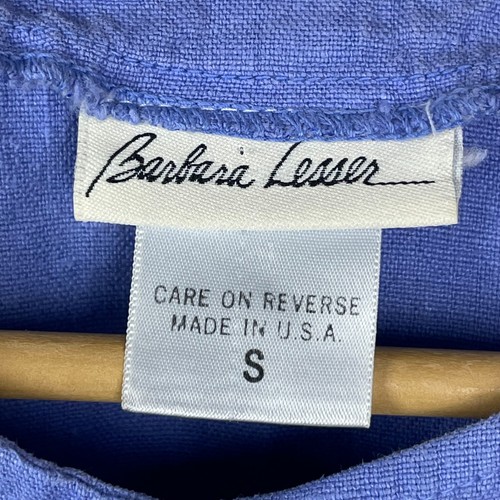 Barbara Lesser
CARE ON REVERSE
MADE IN U.S.A.
S